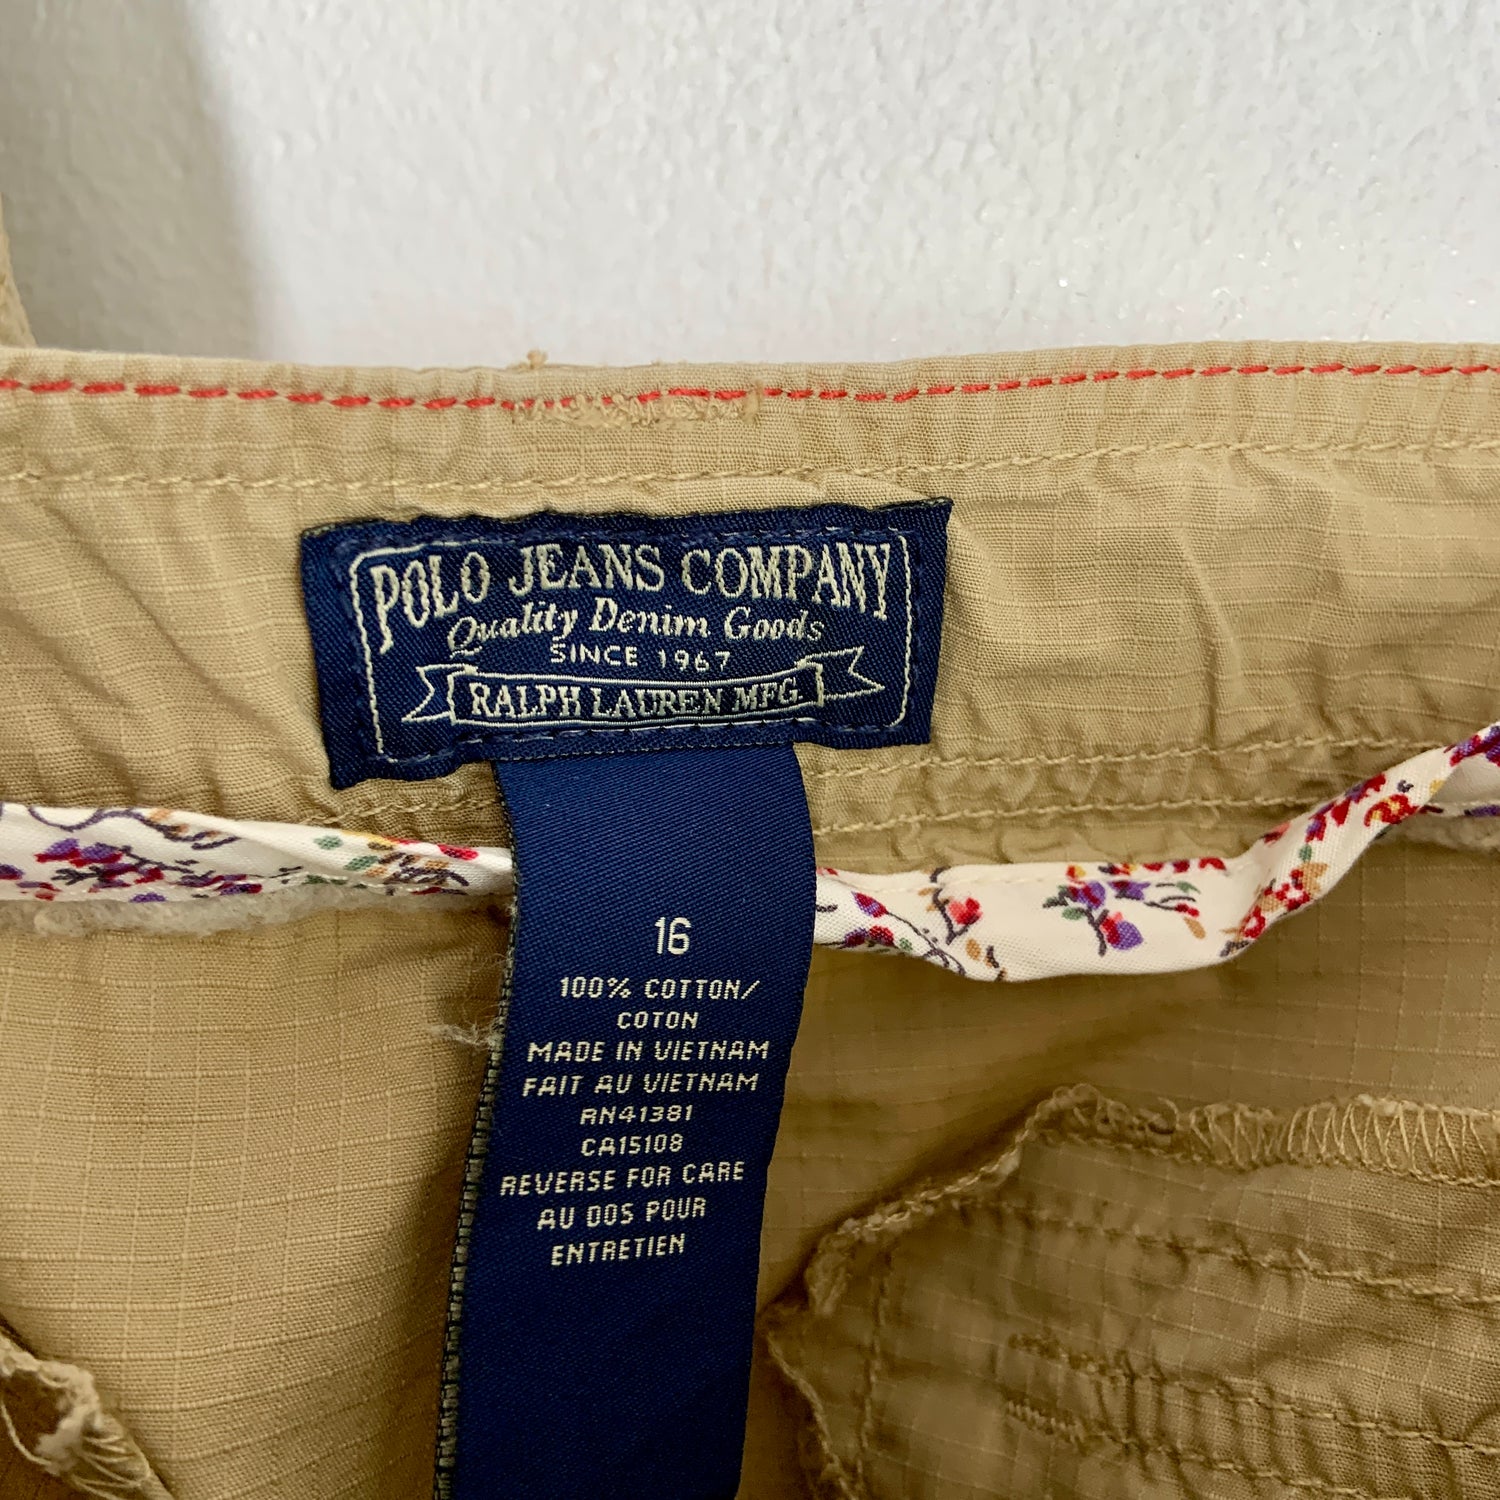 POLO JEANS COMPANY
Quality Denim Goods
SINCE 1967
RALPH LAUREN MFG.
16
100% COTTON/
COTON
MADE IN VIETNAM
FAIT AU VIETNAM
RN41381
CA15108
REVERSE FOR CARE
AU DOS POUR
ENTRETIEN